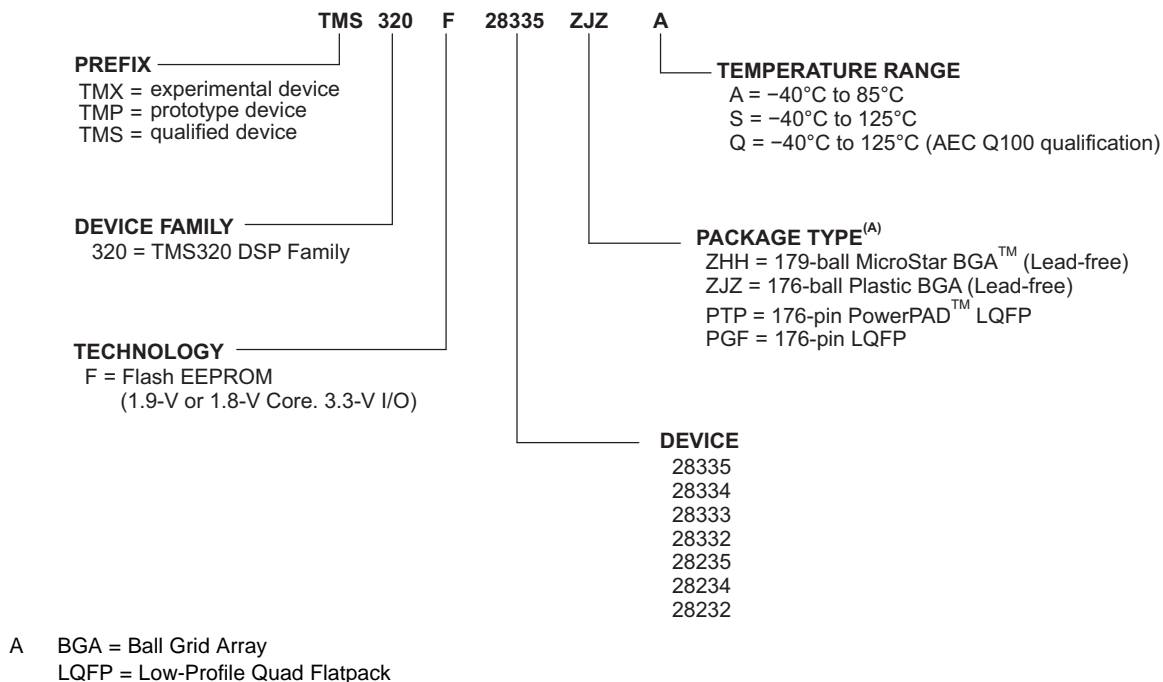 TMS 320 F 28335 ZJZ A
PREFIX
TMX = experimental device
TMP = prototype device
TMS = qualified device
TEMPERATURE RANGE
A = −40°C to 85°C
S = −40°C to 125°C
Q = −40°C to 125°C (AEC Q100 qualification)
DEVICE FAMILY
320 = TMS320 DSP Family
PACKAGE TYPE(A)
ZHH = 179-ball MicroStar BGA™ (Lead-free)
ZJZ = 176-ball Plastic BGA (Lead-free)
PTP = 176-pin PowerPAD™ LQFP
PGF = 176-pin LQFP
TECHNOLOGY
F = Flash EEPROM
(1.9-V or 1.8-V Core. 3.3-V I/O)
DEVICE
28335
28334
28333
28332
28235
28234
28232
A BGA = Ball Grid Array
LQFP = Low-Profile Quad Flatpack